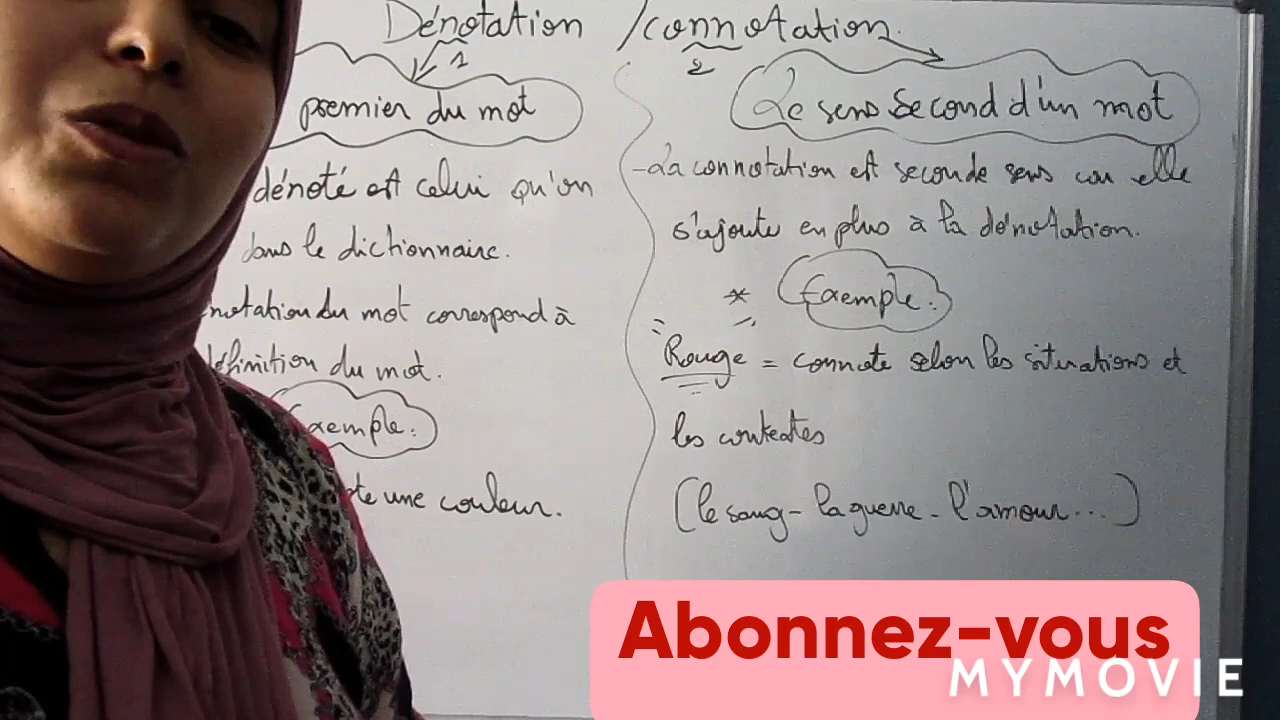 Dénotation / connotation.
1
2
premier du mot
dénoté est celui qu'on
dans le dictionnaire.
notation du mot correspond à
définition du mot.
Exemple:
te une couleur.
Le sens second d'un mot
- La connotation est seconde sens car elle
s'ajoute en plus à la dénotation.
* Exemple:
"Rouge" = connote selon les situations et
les contextes
(le sang - la guerre - l'amour...)
Abonnez-vous
MYMOVIE